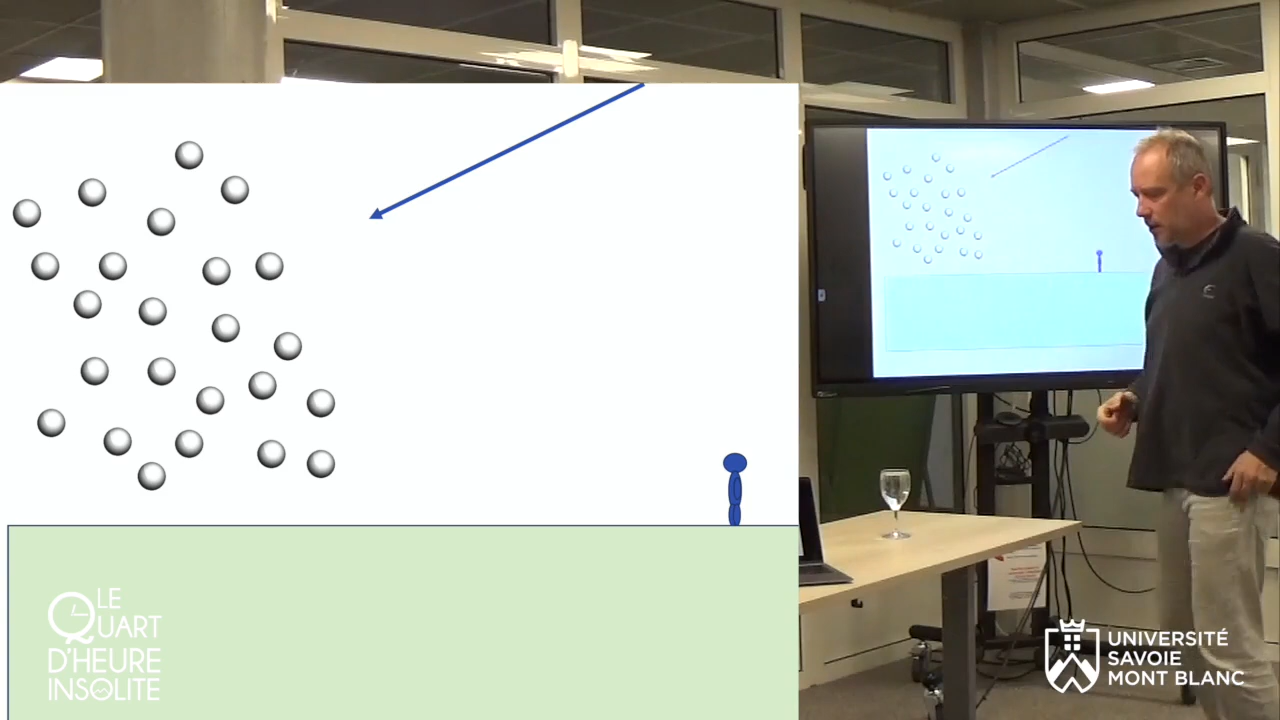 LE
QUART
D'HEURE
INSOLITE
UNIVERSITÉ
SAVOIE
MONT BLANC